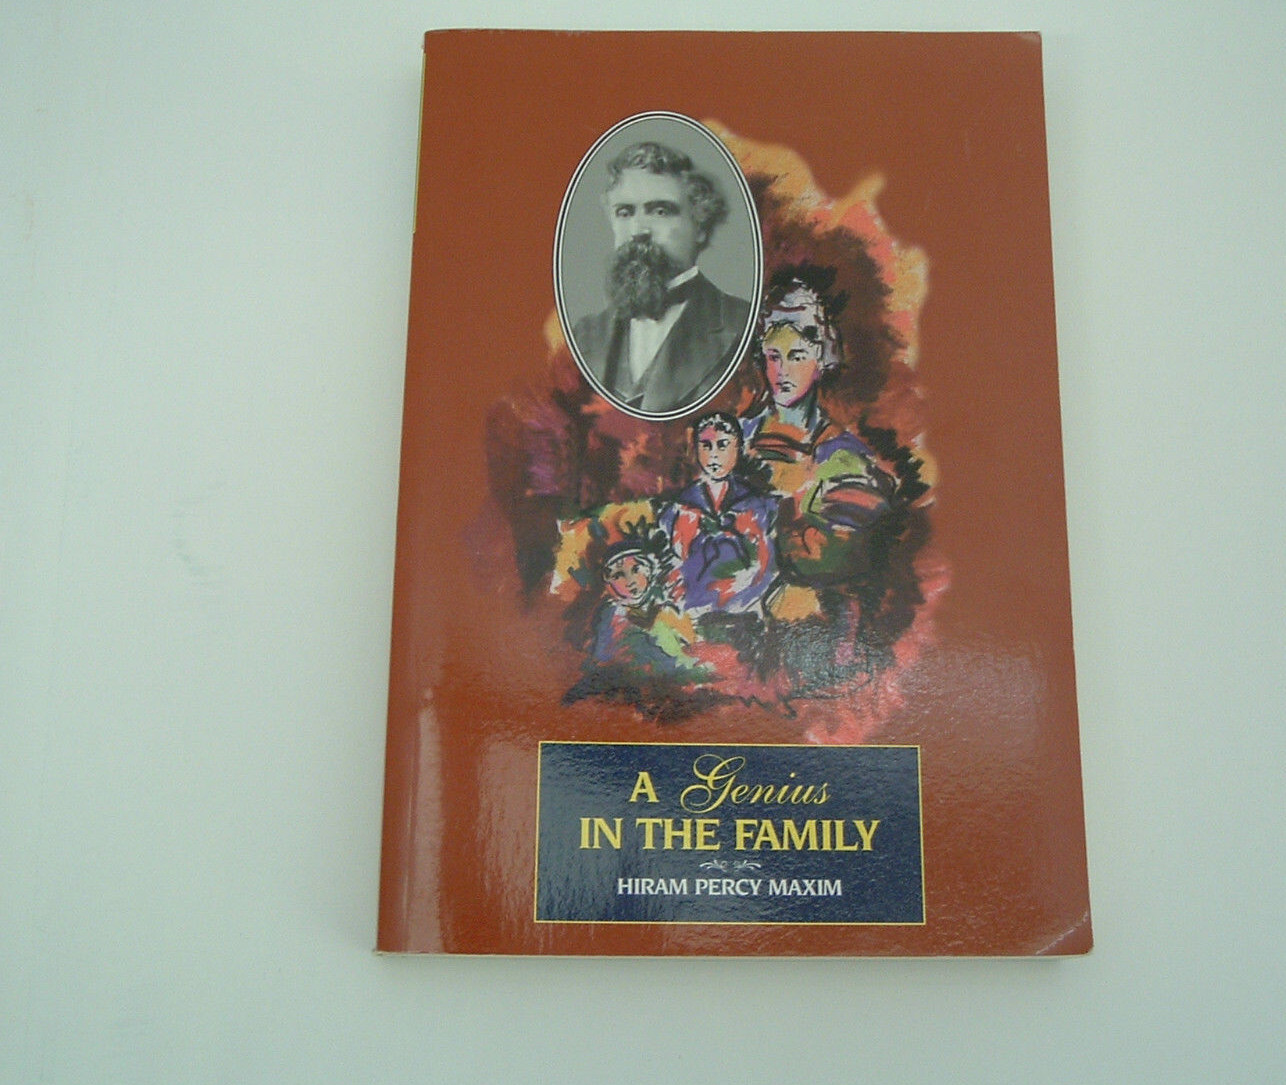 A Genius
IN THE FAMILY
HIRAM PERCY MAXIM